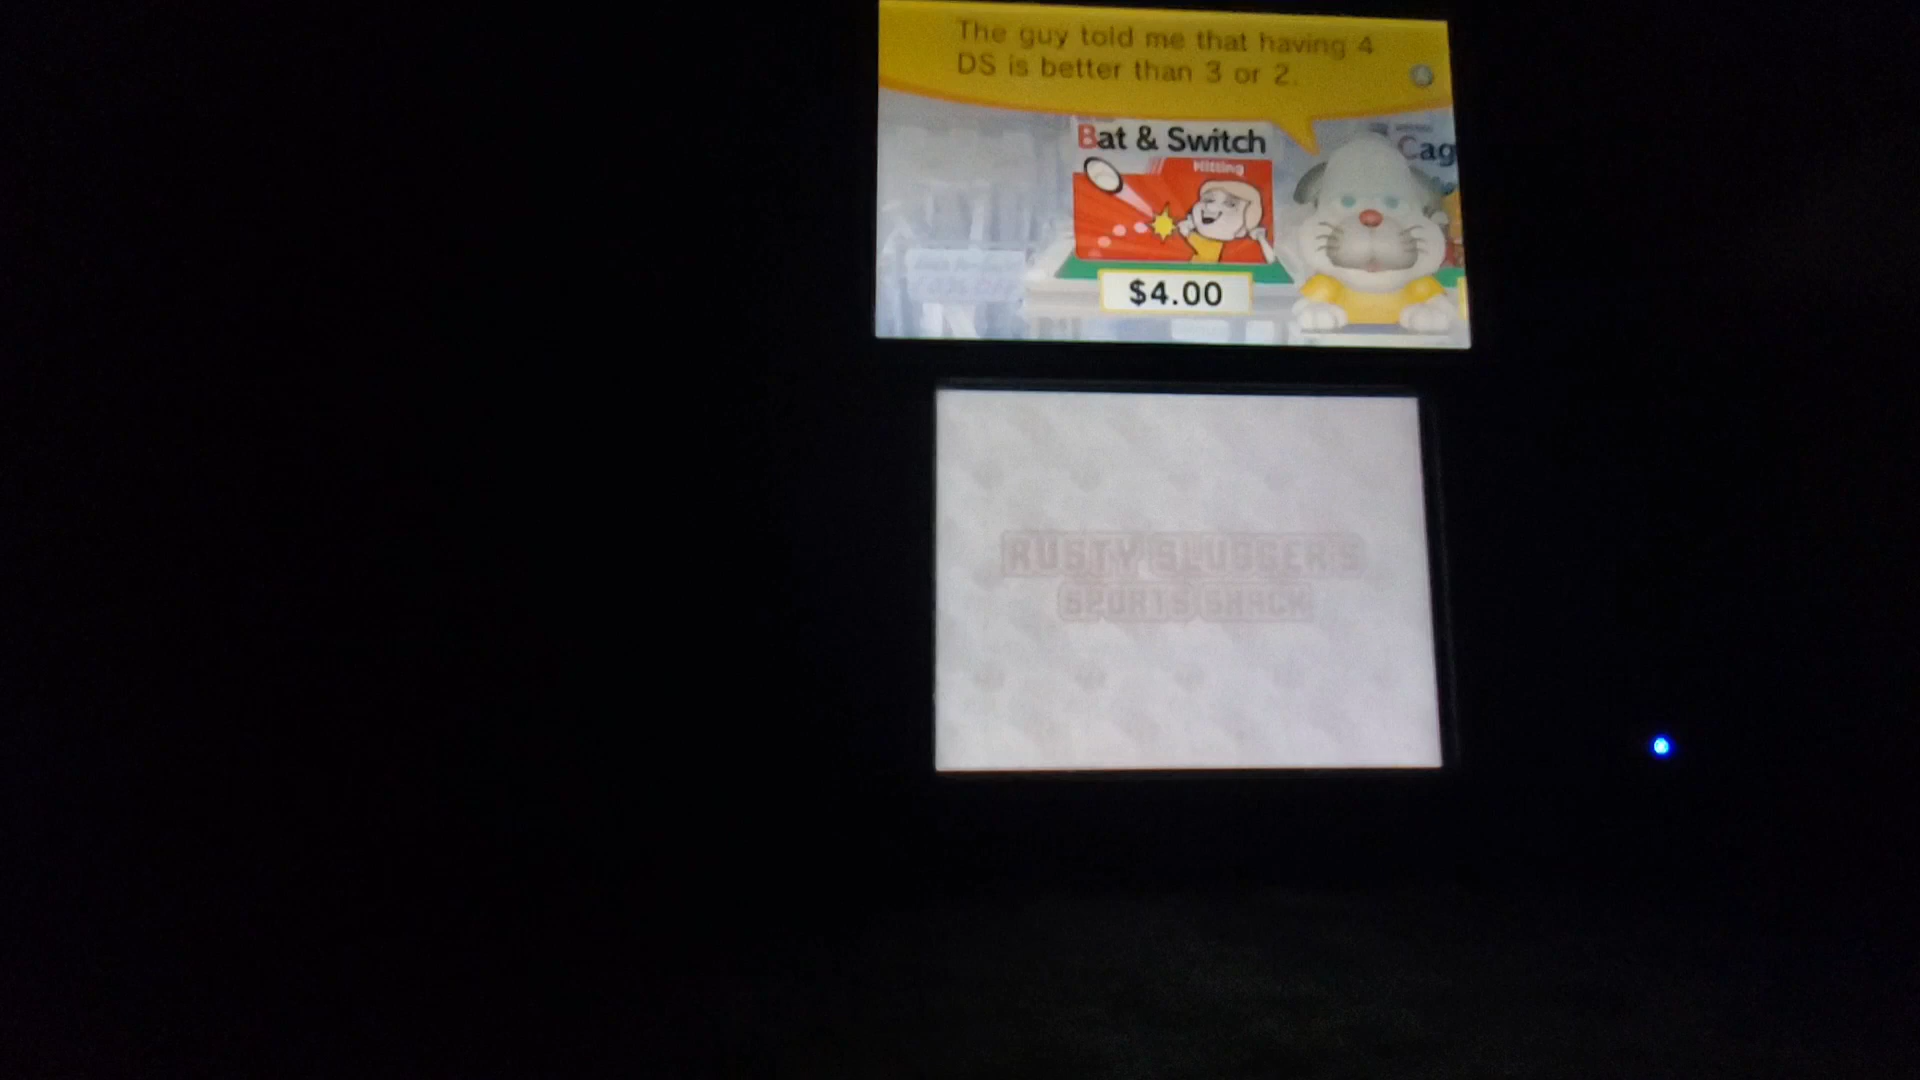 The guy told me that having 4
DS is better than 3 or 2.
Bat & Switch
Hitting
Cag
$4.00
RUSTY SLUGGER'S
SPORTS SHACK